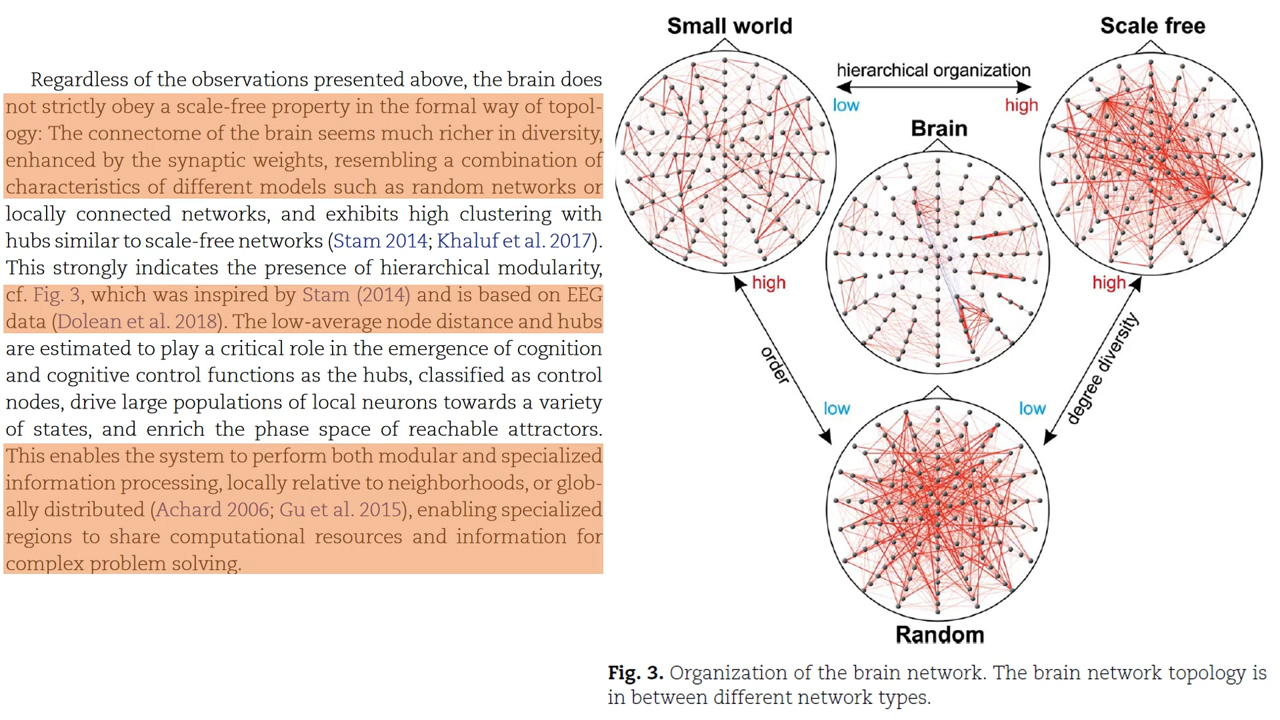 Regardless of the observations presented above, the brain does
not strictly obey a scale-free property in the formal way of topol-
ogy: The connectome of the brain seems much richer in diversity,
enhanced by the synaptic weights, resembling a combination of
characteristics of different models such as random networks or
locally connected networks, and exhibits high clustering with
hubs similar to scale-free networks (Stam 2014; Khaluf et al. 2017).
This strongly indicates the presence of hierarchical modularity,
cf. Fig. 3, which was inspired by Stam (2014) and is based on EEG
data (Dolean et al. 2018). The low-average node distance and hubs
are estimated to play a critical role in the emergence of cognition
and cognitive control functions as the hubs, classified as control
nodes, drive large populations of local neurons towards a variety
of states, and enrich the phase space of reachable attractors.
This enables the system to perform both modular and specialized
information processing, locally relative to neighborhoods, or glob-
ally distributed (Achard 2006; Gu et al. 2015), enabling specialized
regions to share computational resources and information for
complex problem solving.
Small world
Scale free
hierarchical organization
low
high
Brain
high
high
order
degree diversity
low
low
Random
Fig. 3. Organization of the brain network. The brain network topology is
in between different network types.